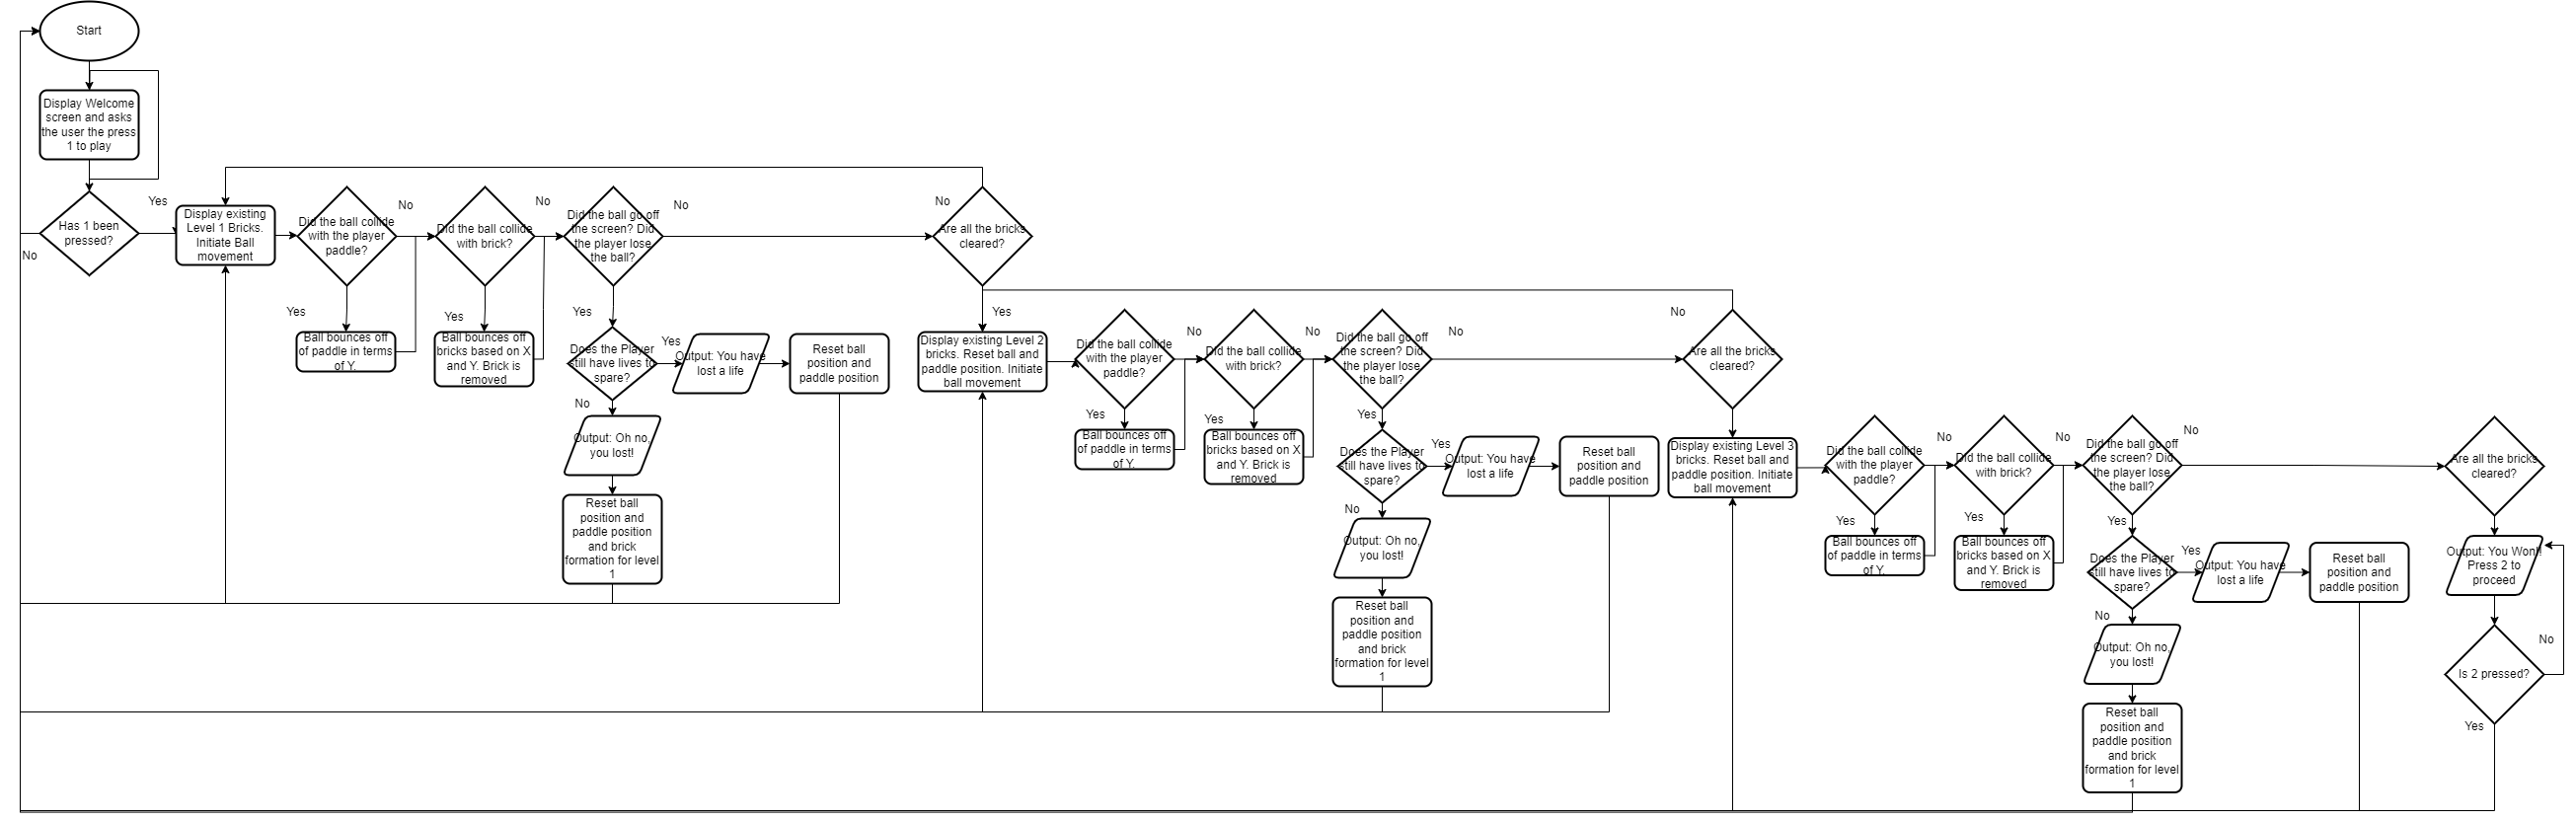 Start
Display Welcome
screen and asks
the user the press
1 to play
Has 1 been
pressed?
Yes
No
Display existing
Level 1 Bricks.
Initiate Ball
movement
Did the ball collide
with the player
paddle?
No
Yes
Ball bounces off
of paddle in terms
of Y.
Did the ball collide
with brick?
No
Yes
Ball bounces off
bricks based on X
and Y. Brick is
removed
Did the ball go off
the screen? Did
the player lose
the ball?
No
Yes
Does the Player
still have lives to
spare?
Yes
Output: You have
lost a life
Reset ball
position and
paddle position
No
Output: Oh no,
you lost!
Reset ball
position and
paddle position
and brick
formation for level
1
No
Are all the bricks
cleared?
Yes
Display existing Level 2
bricks. Reset ball and
paddle position. Initiate
ball movement
Did the ball collide
with the player
paddle?
No
Yes
Ball bounces off
of paddle in terms
of Y.
Did the ball collide
with brick?
No
Yes
Ball bounces off
bricks based on X
and Y. Brick is
removed
Did the ball go off
the screen? Did
the player lose
the ball?
No
Yes
Does the Player
still have lives to
spare?
Yes
Output: You have
lost a life
Reset ball
position and
paddle position
No
Output: Oh no,
you lost!
Reset ball
position and
paddle position
and brick
formation for level
1
No
Are all the bricks
cleared?
Display existing Level 3
bricks. Reset ball and
paddle position. Initiate
ball movement
Did the ball collide
with the player
paddle?
No
Yes
Ball bounces off
of paddle in terms
of Y.
Did the ball collide
with brick?
No
Yes
Ball bounces off
bricks based on X
and Y. Brick is
removed
Did the ball go off
the screen? Did
the player lose
the ball?
No
Yes
Does the Player
still have lives to
spare?
Yes
Output: You have
lost a life
Reset ball
position and
paddle position
No
Output: Oh no,
you lost!
Reset ball
position and
paddle position
and brick
formation for level
1
Are all the bricks
cleared?
Output: You Won!!
Press 2 to
proceed
No
Is 2 pressed?
Yes